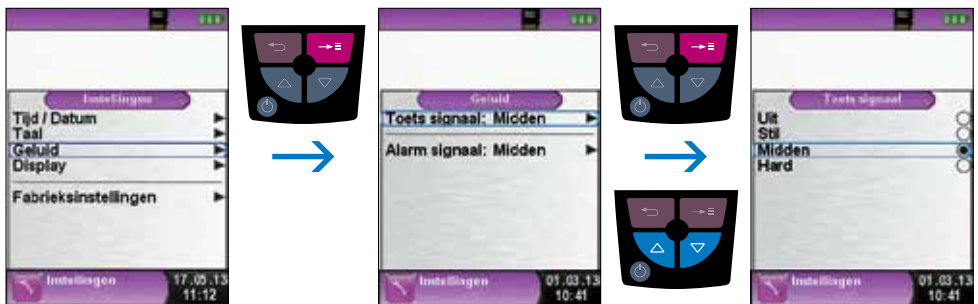 Instellingen
Tijd / Datum
Taal
Geluid
Display
Fabrieksinstellingen
Instellingen
17.05.13
11:12
Geluid
Toets signaal: Midden
Alarm signaal: Midden
Instellingen
01.03.13
10:41
Toets signaal
Uit
Stil
Midden
Hard
Instellingen
01.03.13
10:41